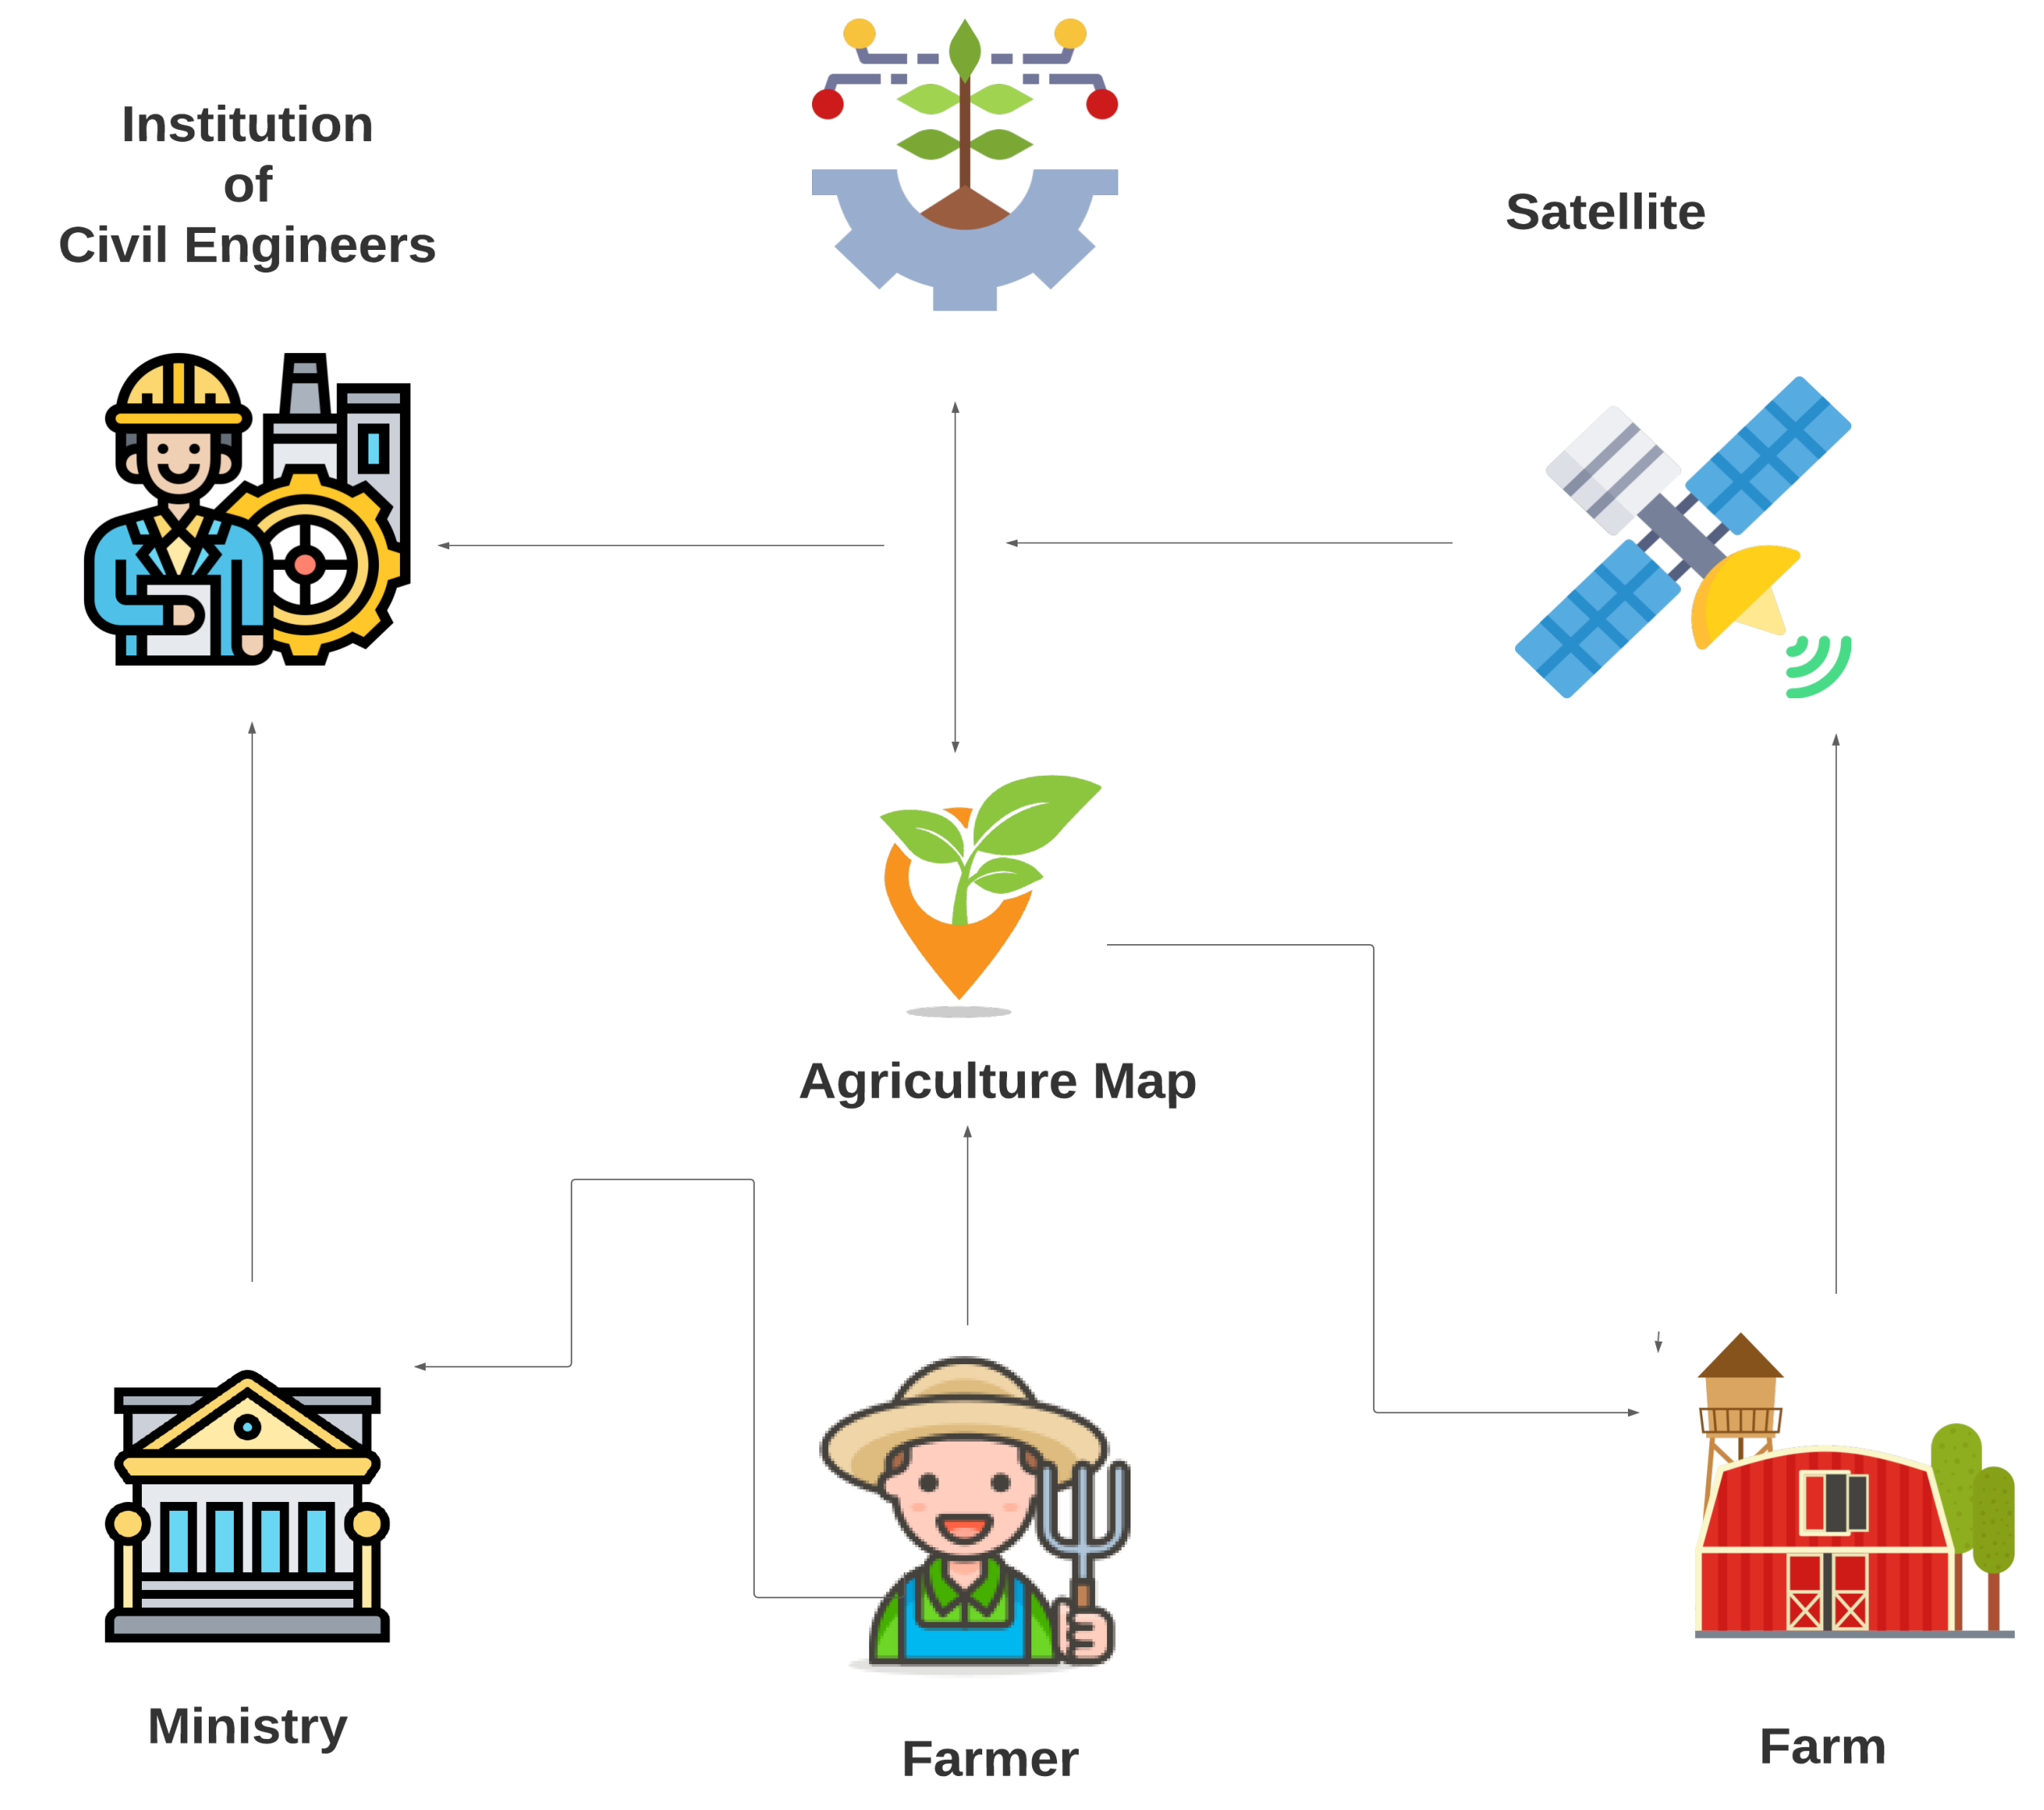 Institution
of
Civil Engineers
Satellite
Agriculture Map
Ministry
Farmer
Farm